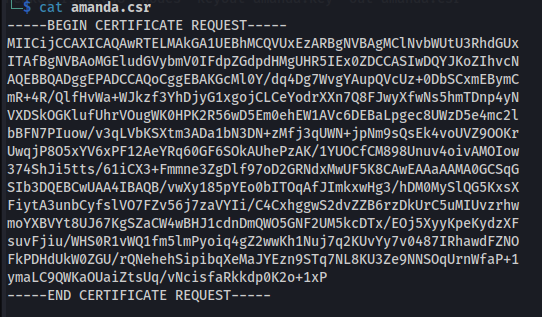 └─$ cat amanda.csr
-----BEGIN CERTIFICATE REQUEST-----
MIICijCCAXICAQAwRTELMAkGA1UEBhMCQVUxEzARBgNVBAgMClNvbWUtU3RhdGUx
ITAfBgNVBAoMGEludGVybmV0IFdpZGdpdHMgUHR5IEx0ZDCCASIwDQYJKoZIhvcN
AQEBBQADggEPADCCAQoCggEBAKGcMl0Y/dq4Dg7WvgYAupQVcUz+0DbSCxmEBymC
mR+4R/QlfHvWa+WJkzf3YhDjyG1xgojCLCeYodrXXn7Q8FJwyXfwNs5hmTDnp4yN
VXDSkOGKlufUhrVOugWK0HPK2R56wD5Em0ehEW1AVc6DEBaLpgec8UWzD5e4mc2l
bBFN7PIuow/v3qLVbKSXtm3ADa1bN3DN+zMfj3qUWN+jpNm9sQsEk4voUVZ9OOKr
UwqjP8O5xYV6xPF12AeYRq60GF6SOkAUhePzAK/1YUOCfCM898Unuv4oivAMOIow
374ShJi5tts/61iCX3+Fmmne3ZgDlf97oD2GRNdxMwUF5K8CAwEAAaAAMA0GCSqG
SIb3DQEBCwUAA4IBAQB/vwXy185pYEo0bITOqAfJImkxwHg3/hDM0MySlQG5KxsX
FiytA3unbCyfslVO7FZv56j7zaVYIi/C4CxhggwS2dvZZB6rzDkUrC5uMIUvzrhw
moYXBVYt8UJ67KgSZaCW4wBHJ1cdnDmQWO5GNF2UM5kcDTx/EOj5XyyKpeKydzXF
suvFjiu/WHS0R1vWQ1fm5lmPyoiq4gZ2wwKh1Nuj7q2KUvYy7v0487IRhawdFZNO
FkPDHdUkW0ZGU/rQNehehSipibqXeMaJYEzn9STq7NL8KU3Ze9NNSOqUrnWfaP+1
ymaLC9QWKaOUaiZtsUq/vNcisfaRkkdp0K2o+1xP
-----END CERTIFICATE REQUEST-----